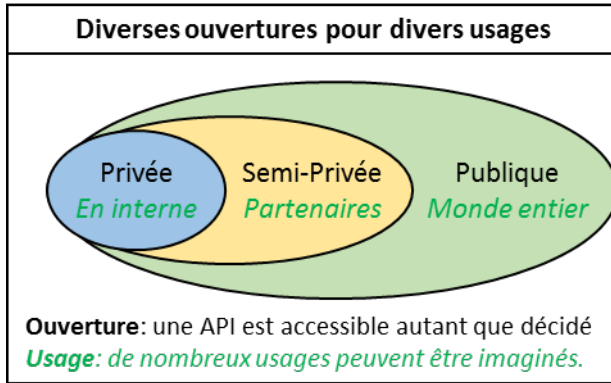 Diverses ouvertures pour divers usages
Privée Semi-Privée Publique
En interne Partenaires Monde entier
Ouverture: une API est accessible autant que décidé
Usage: de nombreux usages peuvent être imaginés.